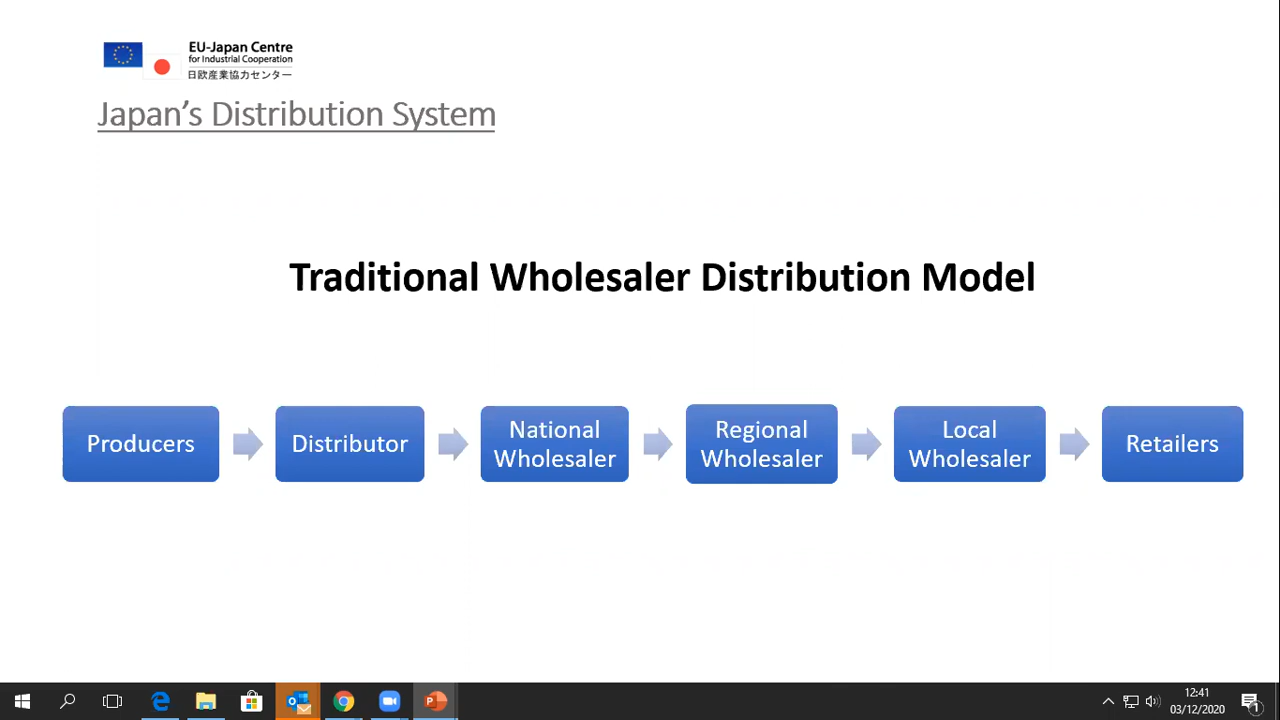 EU-Japan Centre
for Industrial Cooperation
日欧産業協力センター
Japan's Distribution System
Traditional Wholesaler Distribution Model
Producers
Distributor
National
Wholesaler
Regional
Wholesaler
Local
Wholesaler
Retailers
12:41
03/12/2020
1